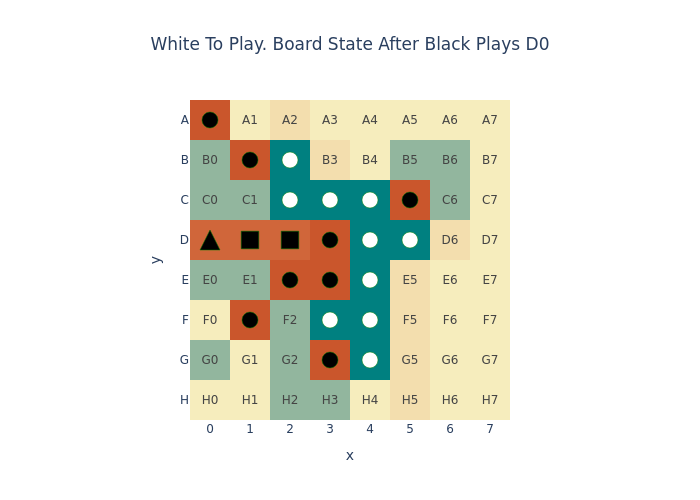 White To Play. Board State After Black Plays D0
A A1 A2 A3 A4 A5 A6 A7
B B0 B3 B4 B5 B6 B7
C C0 C1 C6 C7
D D6 D7
E E0 E1 E5 E6 E7
F F0 F2 F5 F6 F7
G G0 G1 G2 G5 G6 G7
H H0 H1 H2 H3 H4 H5 H6 H7
0 1 2 3 4 5 6 7
x
y